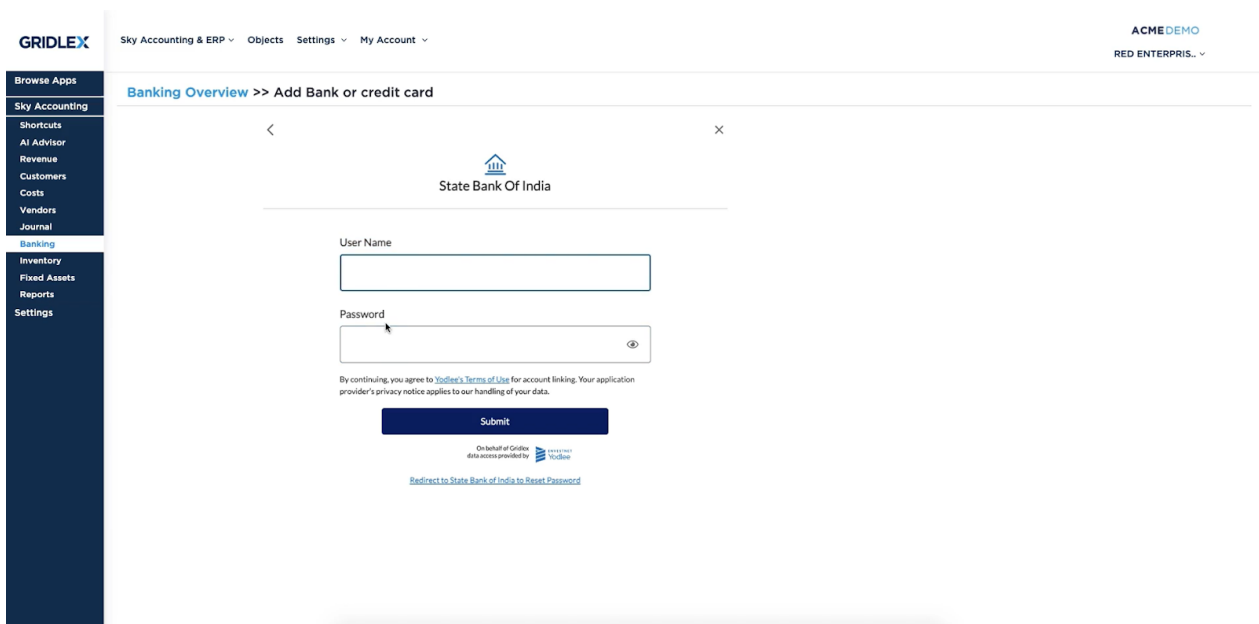 GRIDLEX
Sky Accounting & ERP Objects Settings My Account
ACMEDEMO
RED ENTERPRIS..
Browse Apps
Sky Accounting
Shortcuts
AI Advisor
Revenue
Customers
Costs
Vendors
Journal
Banking
Inventory
Fixed Assets
Reports
Settings
Banking Overview >> Add Bank or credit card
State Bank Of India
User Name
Password
By continuing, you agree to Yodlee's Terms of Use for account linking. Your application
provider's privacy notice applies to our handling of your data.
Submit
On behalf of Gridlex
data access provided by
ENVESTNET
Yodlee
Redirect to State Bank of India to Reset Password